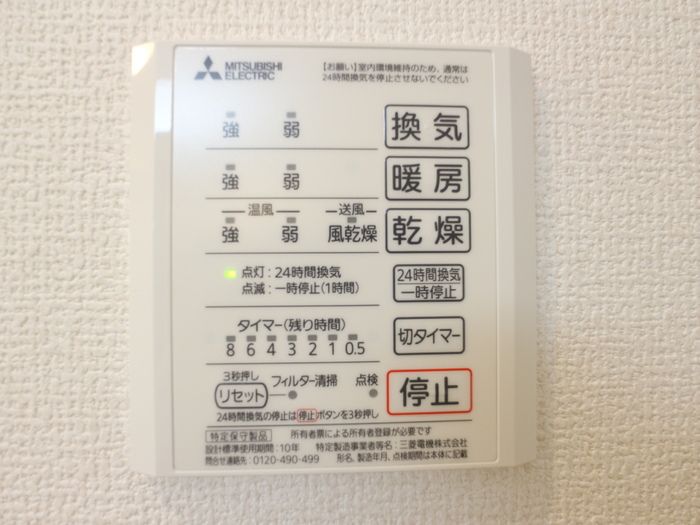 MITSUBISHI
ELECTRIC
【お願い】室内環境維持のため、通常は
24時間換気を停止させないでください
強 弱 換気
強 弱 暖房
温風 送風
強 弱 風乾燥 乾燥
点灯：24時間換気
点滅：一時停止(1時間)
24時間換気
一時停止
タイマー(残り時間)
8 6 4 3 2 1 0.5
切タイマー
3秒押し
リセット フィルター清掃 点検
停止
24時間換気の停止は停止ボタンを3秒押し
特定保守製品 所有者票による所有者登録が必要です
設計標準使用期間：10年 特定製造事業者等名：三菱電機株式会社
問合せ連絡先：0120-490-499 形名、製造年月、点検期間は本体に記載